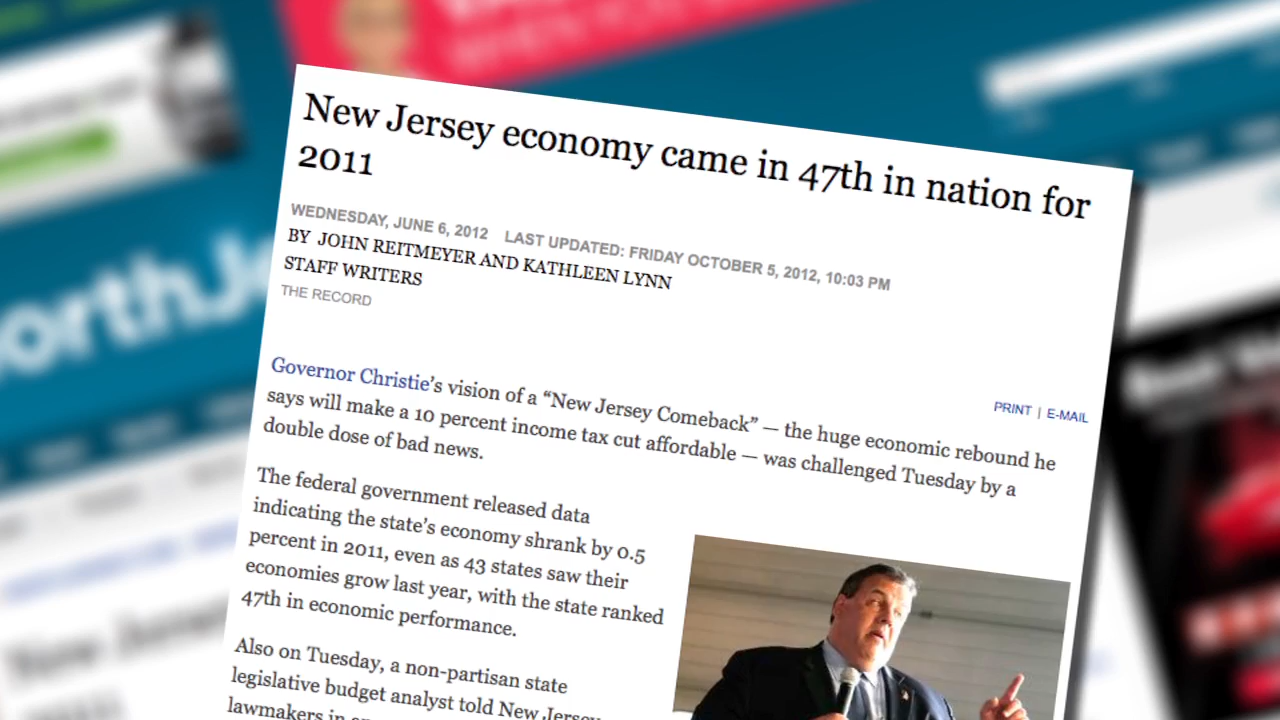 New Jersey economy came in 47th in nation for
2011
WEDNESDAY, JUNE 6, 2012 LAST UPDATED: FRIDAY OCTOBER 5, 2012, 10:03 PM
BY JOHN REITMEYER AND KATHLEEN LYNN
STAFF WRITERS
THE RECORD
PRINT | E-MAIL
Governor Christie's vision of a “New Jersey Comeback” — the huge economic rebound he
says will make a 10 percent income tax cut affordable — was challenged Tuesday by a
double dose of bad news.
The federal government released data
indicating the state's economy shrank by 0.5
percent in 2011, even as 43 states saw their
economies grow last year, with the state ranked
47th in economic performance.
Also on Tuesday, a non-partisan state
legislative budget analyst told New Jersey
lawmakers in